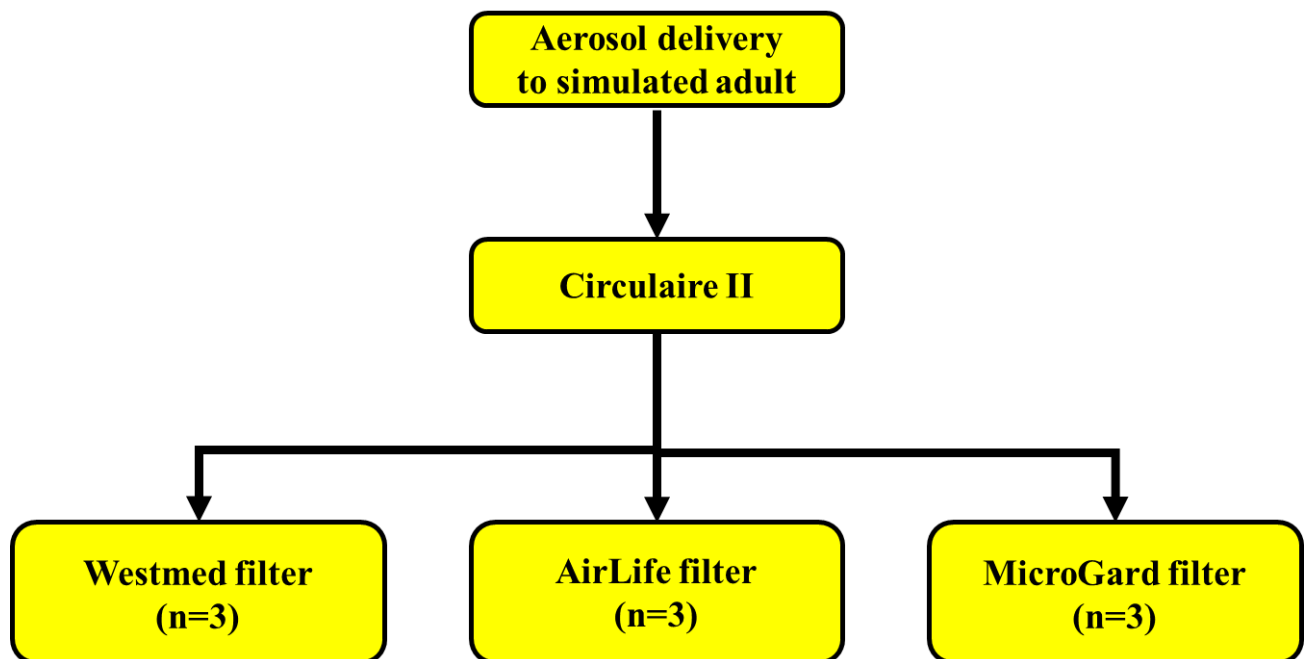 Aerosol delivery
to simulated adult
Circulaire II
Westmed filter
(n=3)
AirLife filter
(n=3)
MicroGard filter
(n=3)